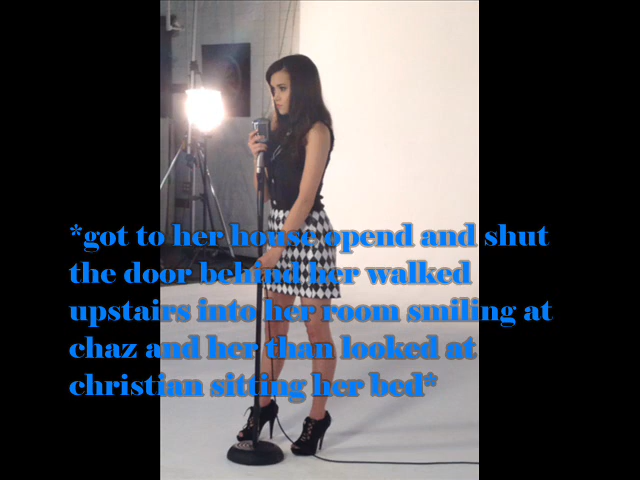 *got to her house opend and shut
the door behind her walked
upstairs into her room smiling at
chaz and her than looked at
christian sitting her bed*